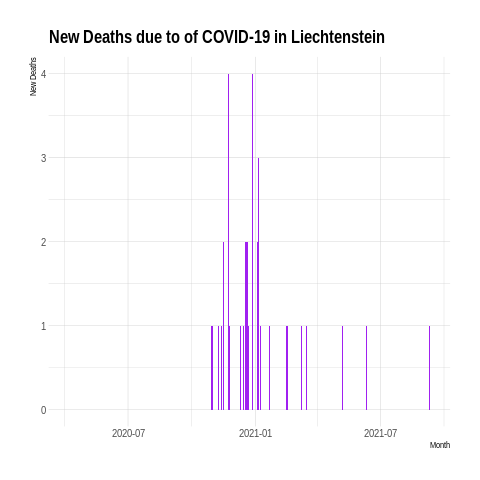 New Deaths due to of COVID-19 in Liechtenstein
New Deaths
4
3
2
1
0
2020-07
2021-01
2021-07
Month